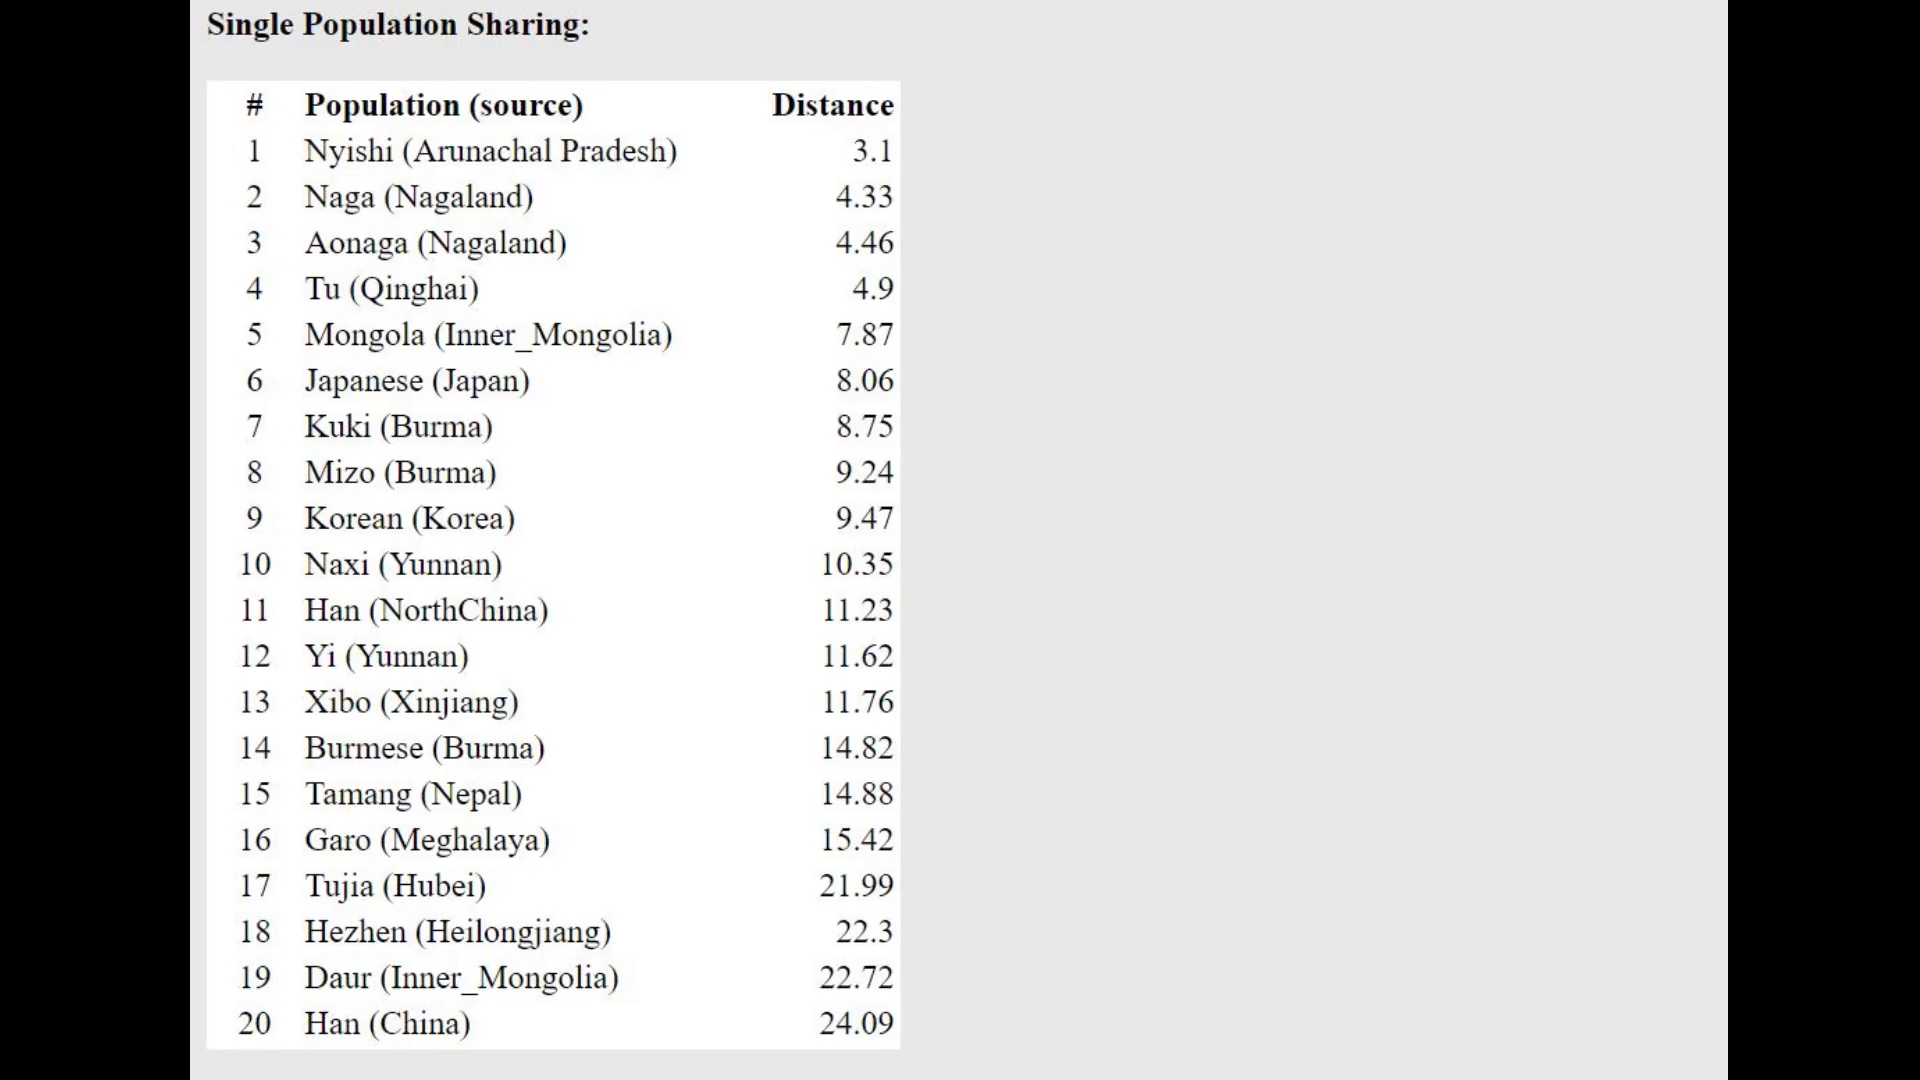 Single Population Sharing:
# Population (source) Distance
1 Nyishi (Arunachal Pradesh) 3.1
2 Naga (Nagaland) 4.33
3 Aonaga (Nagaland) 4.46
4 Tu (Qinghai) 4.9
5 Mongola (Inner_Mongolia) 7.87
6 Japanese (Japan) 8.06
7 Kuki (Burma) 8.75
8 Mizo (Burma) 9.24
9 Korean (Korea) 9.47
10 Naxi (Yunnan) 10.35
11 Han (NorthChina) 11.23
12 Yi (Yunnan) 11.62
13 Xibo (Xinjiang) 11.76
14 Burmese (Burma) 14.82
15 Tamang (Nepal) 14.88
16 Garo (Meghalaya) 15.42
17 Tujia (Hubei) 21.99
18 Hezhen (Heilongjiang) 22.3
19 Daur (Inner_Mongolia) 22.72
20 Han (China) 24.09